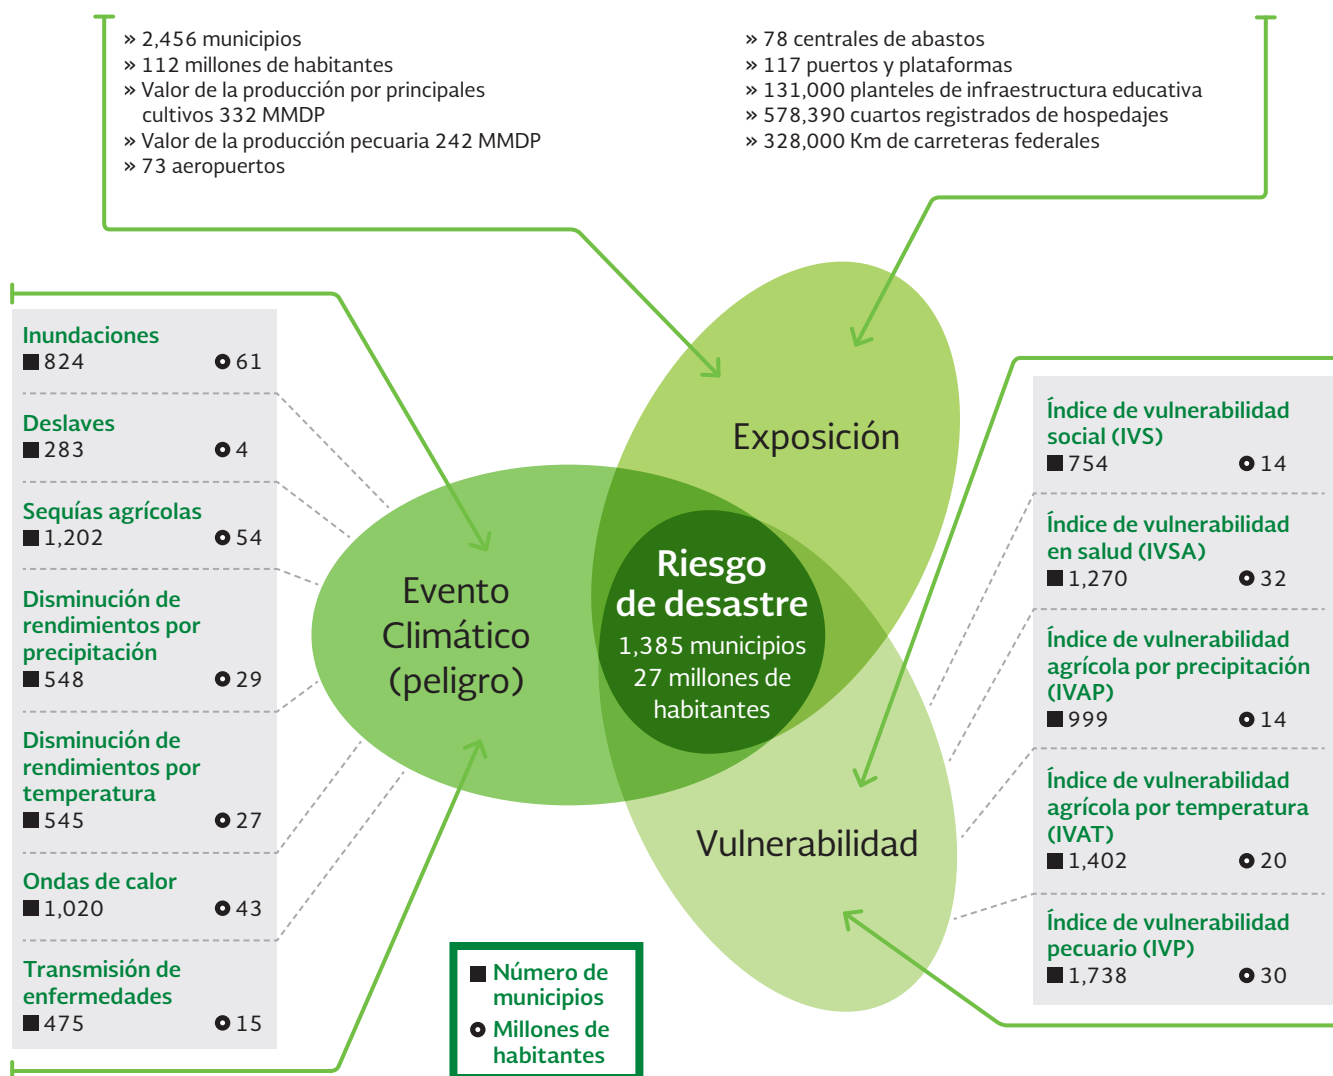 » 2,456 municipios
» 112 millones de habitantes
» Valor de la producción por principales
cultivos 332 MMDP
» Valor de la producción pecuaria 242 MMDP
» 73 aeropuertos
» 78 centrales de abastos
» 117 puertos y plataformas
» 131,000 planteles de infraestructura educativa
» 578,390 cuartos registrados de hospedajes
» 328,000 Km de carreteras federales
Inundaciones
824 61
Deslaves
283 4
Sequías agrícolas
1,202 54
Disminución de
rendimientos por
precipitación
548 29
Disminución de
rendimientos por
temperatura
545 27
Ondas de calor
1,020 43
Transmisión de
enfermedades
475 15
Exposición
Evento
Climático
(peligro)
Riesgo
de desastre
1,385 municipios
27 millones de
habitantes
Vulnerabilidad
Índice de vulnerabilidad
social (IVS)
754 14
Índice de vulnerabilidad
en salud (IVSA)
1,270 32
Índice de vulnerabilidad
agrícola por precipitación
(IVAP)
999 14
Índice de vulnerabilidad
agrícola por temperatura
(IVAT)
1,402 20
Índice de vulnerabilidad
pecuario (IVP)
1,738 30
Número de
municipios
Millones de
habitantes